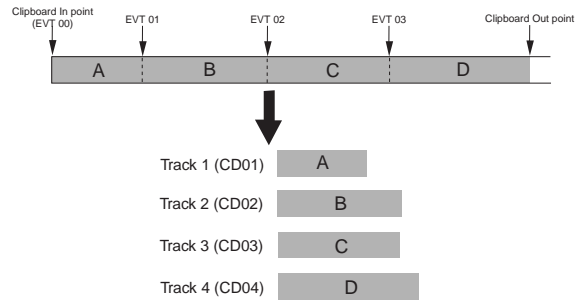 Clipboard In point
(EVT 00)
EVT 01
EVT 02
EVT 03
Clipboard Out point
A
B
C
D
Track 1 (CD01)
A
Track 2 (CD02)
B
Track 3 (CD03)
C
Track 4 (CD04)
D